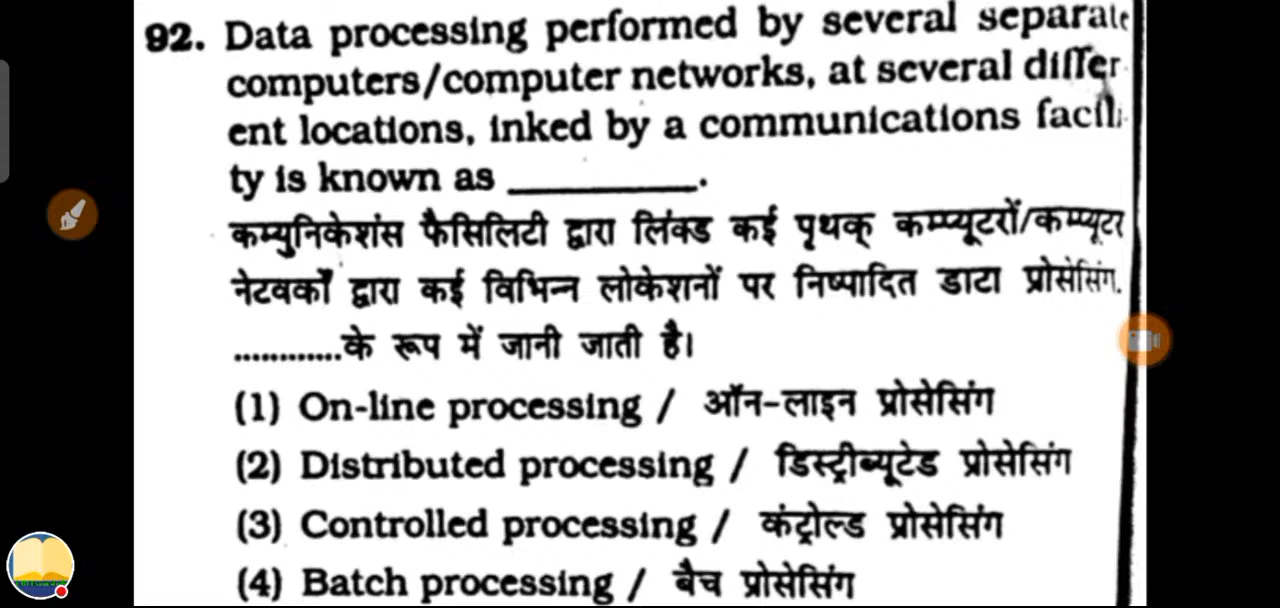 92. Data processing performed by several separate
computers/computer networks, at several differ
ent locations, inked by a communications facili
ty is known as __________.
कम्युनिकेशंस फैसिलिटी द्वारा लिंक्ड कई पृथक् कम्प्यूटरों/कम्प्यूटर
नेटवर्कों द्वारा कई विभिन्न लोकेशनों पर निष्पादित डाटा प्रोसेसिंग.
............के रूप में जानी जाती है।
(1) On-line processing / ऑन-लाइन प्रोसेसिंग
(2) Distributed processing / डिस्ट्रीब्यूटेड प्रोसेसिंग
(3) Controlled processing / कंट्रोल्ड प्रोसेसिंग
(4) Batch processing / बैच प्रोसेसिंग